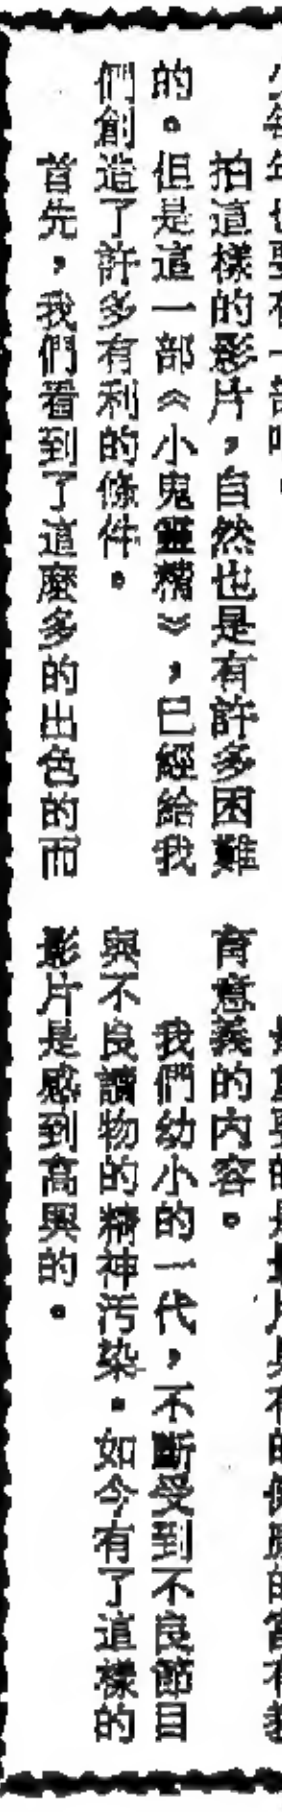 拍這樣的影片，自然也是有許多困難
的。但是這一部《小鬼靈精》，已經給我
們創造了許多有利的條件。
首先，我們看到了這麼多的出色的而
育意義的內容。
我們幼小的一代，不斷受到不良節目
與不良讀物的精神污染。如今有了這樣的
影片是感到高興的。